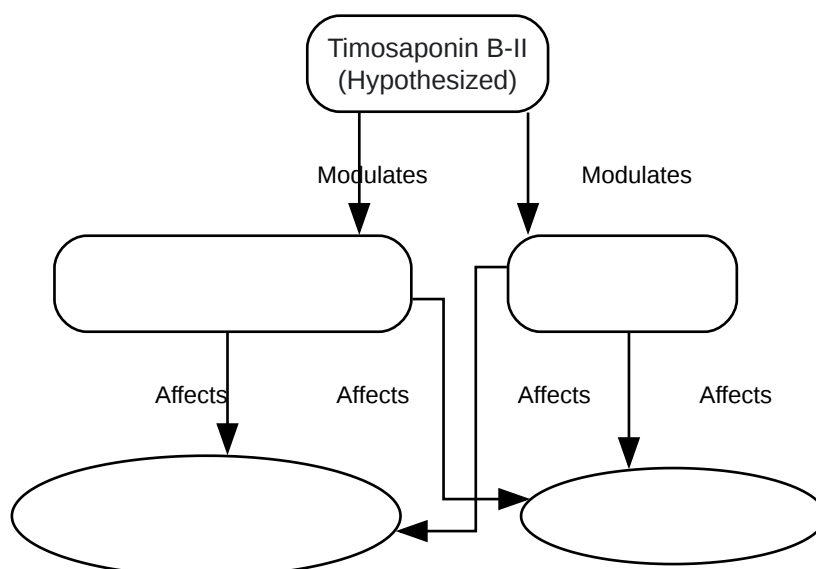 Timosaponin B-II
(Hypothesized)
Modulates
Modulates
Affects
Affects
Affects
Affects